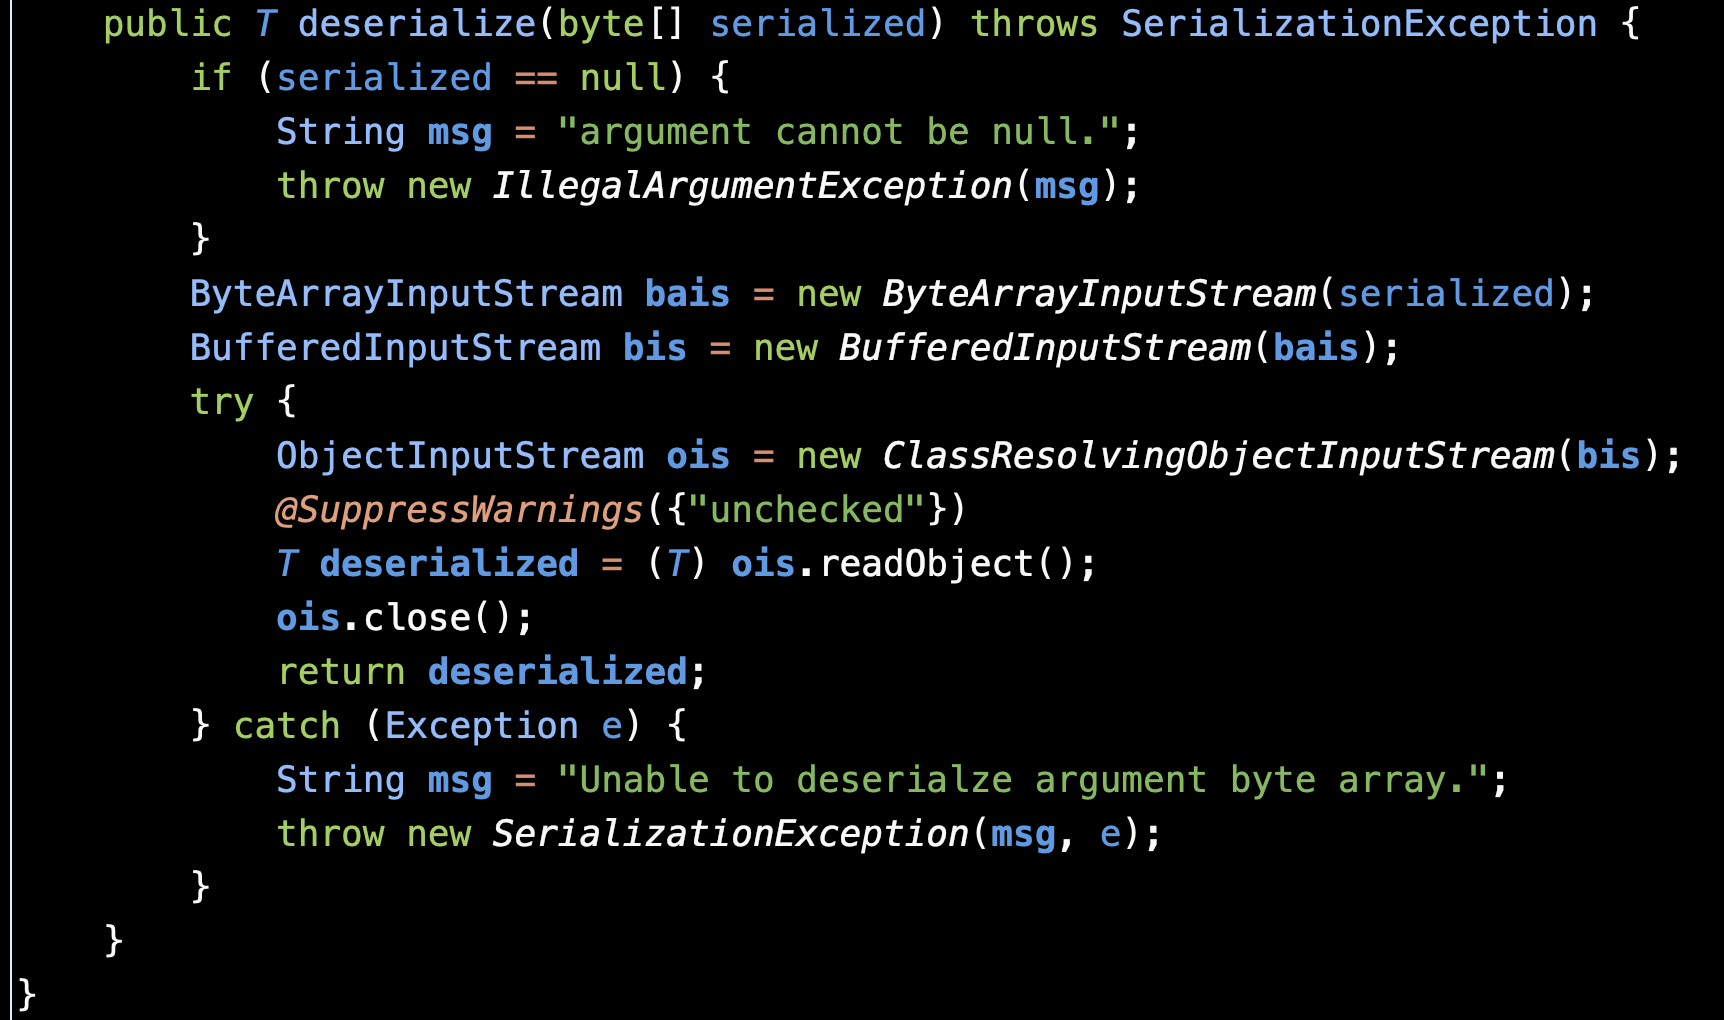 public T deserialize(byte[] serialized) throws SerializationException {
if (serialized == null) {
String msg = "argument cannot be null.";
throw new IllegalArgumentException(msg);
}
ByteArrayInputStream bais = new ByteArrayInputStream(serialized);
BufferedInputStream bis = new BufferedInputStream(bais);
try {
ObjectInputStream ois = new ClassResolvingObjectInputStream(bis);
@SuppressWarnings({"unchecked"})
T deserialized = (T) ois.readObject();
ois.close();
return deserialized;
} catch (Exception e) {
String msg = "Unable to deserialze argument byte array.";
throw new SerializationException(msg, e);
}
}
}